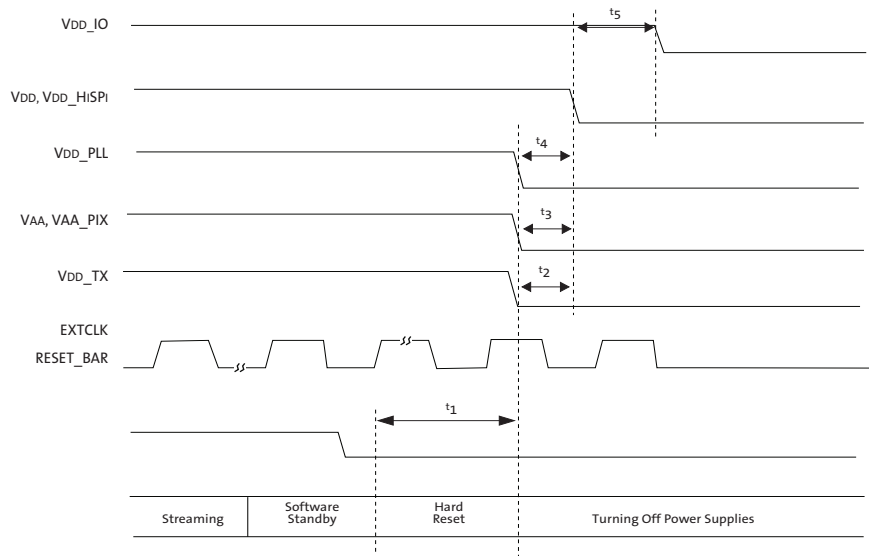 t5
VDD_IO
VDD, VDD_HiSPi
VDD_PLL
t4
VAA, VAA_PIX
t3
VDD_TX
t2
EXTCLK
RESET_BAR
t1
Streaming
Software
Standby
Hard
Reset
Turning Off Power Supplies